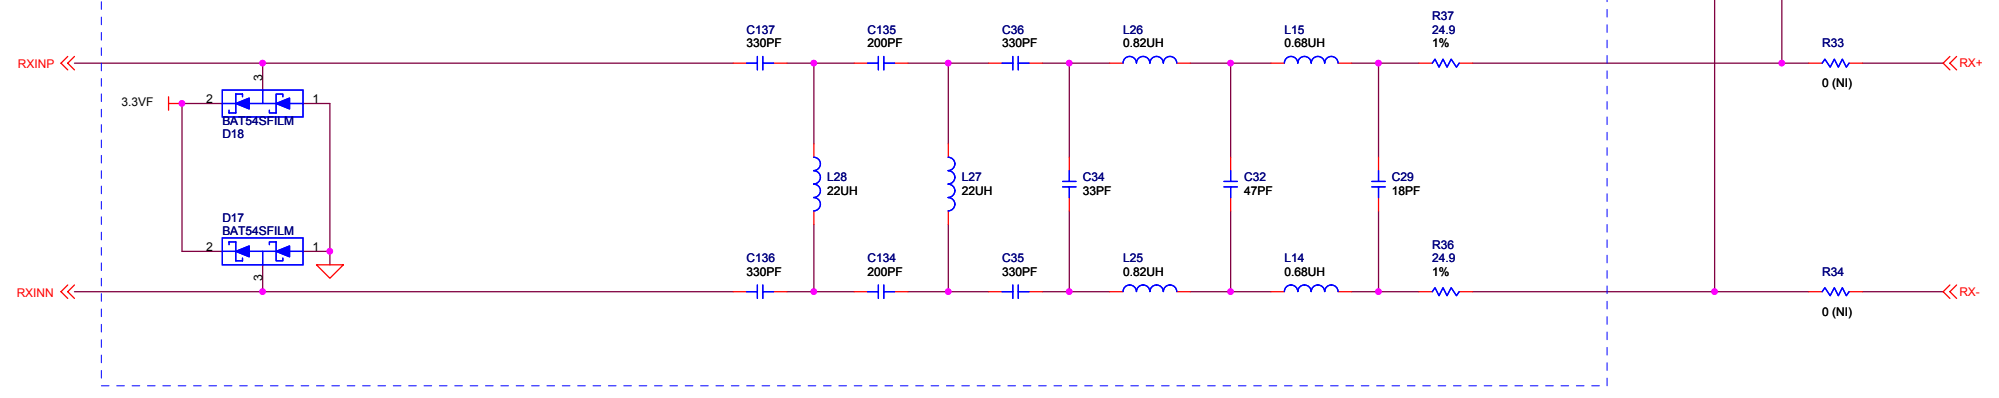 R37
24.9
1%
C137
330PF
C135
200PF
C36
330PF
L26
0.82UH
L15
0.68UH
R33
0 (NI)
RXINP
RX+
3
3.3VF
2
1
BAT54SFILM
D18
L28
22UH
L27
22UH
C34
33PF
C32
47PF
C29
18PF
D17
BAT54SFILM
2
1
3
R36
24.9
1%
C136
330PF
C134
200PF
C35
330PF
L25
0.82UH
L14
0.68UH
R34
0 (NI)
RXINN
RX-